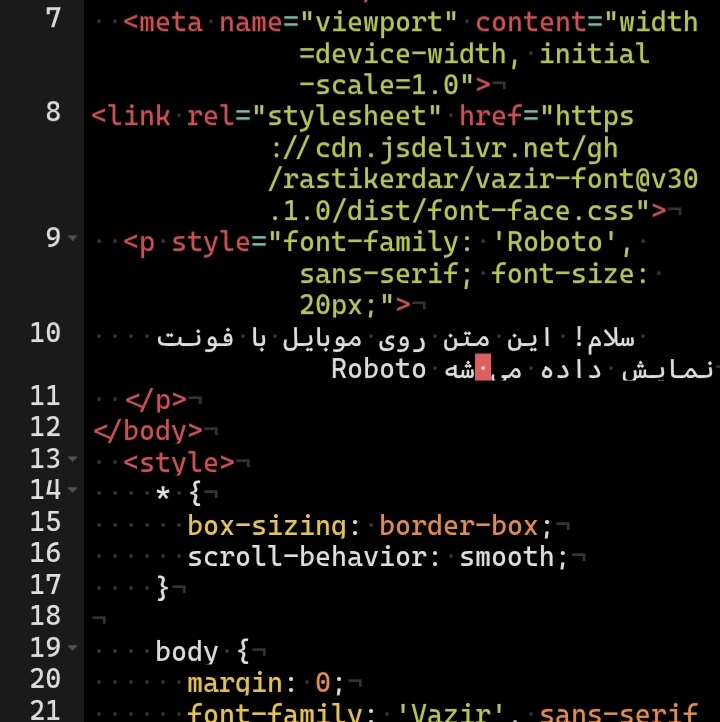 7 <meta name="viewport" content="width
=device-width, initial
-scale=1.0">
8 <link rel="stylesheet" href="https
://cdn.jsdelivr.net/gh
/rastikerdar/vazir-font@v30
.1.0/dist/font-face.css">
9 <p style="font-family: 'Roboto',
sans-serif; font-size:
20px;">
10 سلام! این متن روی موبایل با فونت
Roboto نمایش داده می‌شه
11 </p>
12 </body>
13 <style>
14 * {
15 box-sizing: border-box;
16 scroll-behavior: smooth;
17 }
18
19 body {
20 margin: 0;
21 font-family: 'Vazir', sans-serif